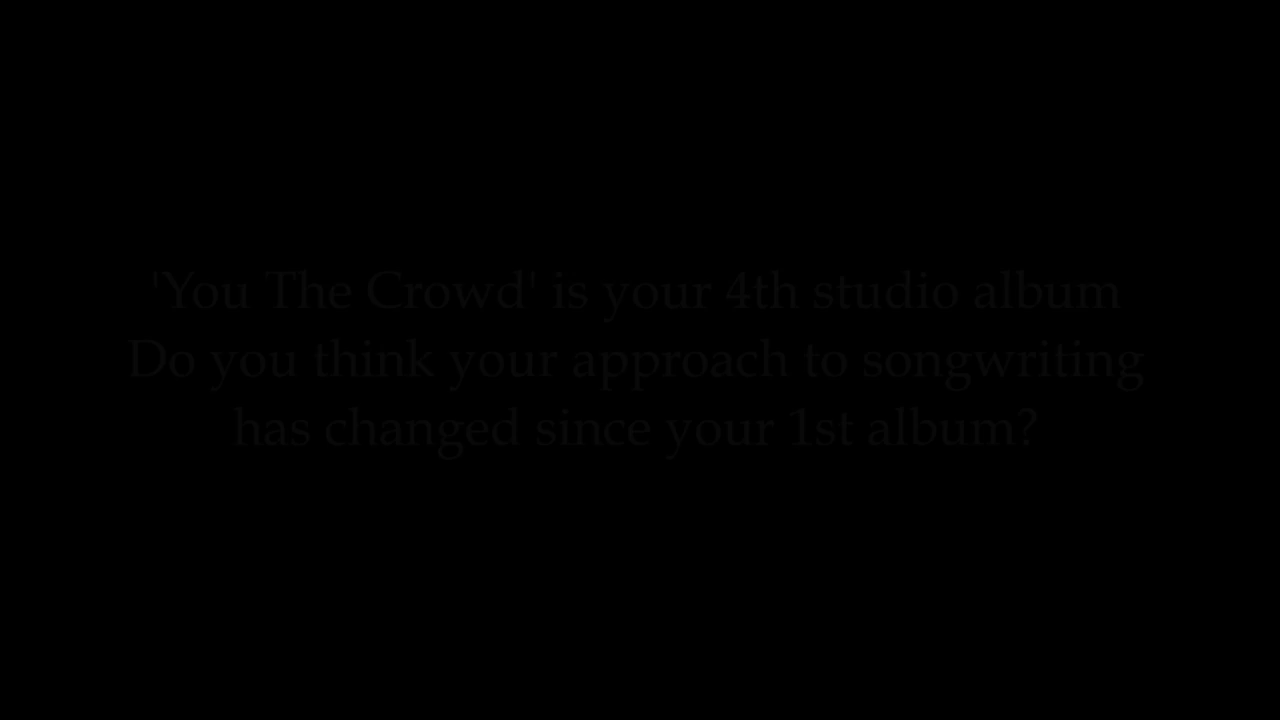 'You The Crowd' is your 4th studio album
Do you think your approach to songwriting
has changed since your 1st album?